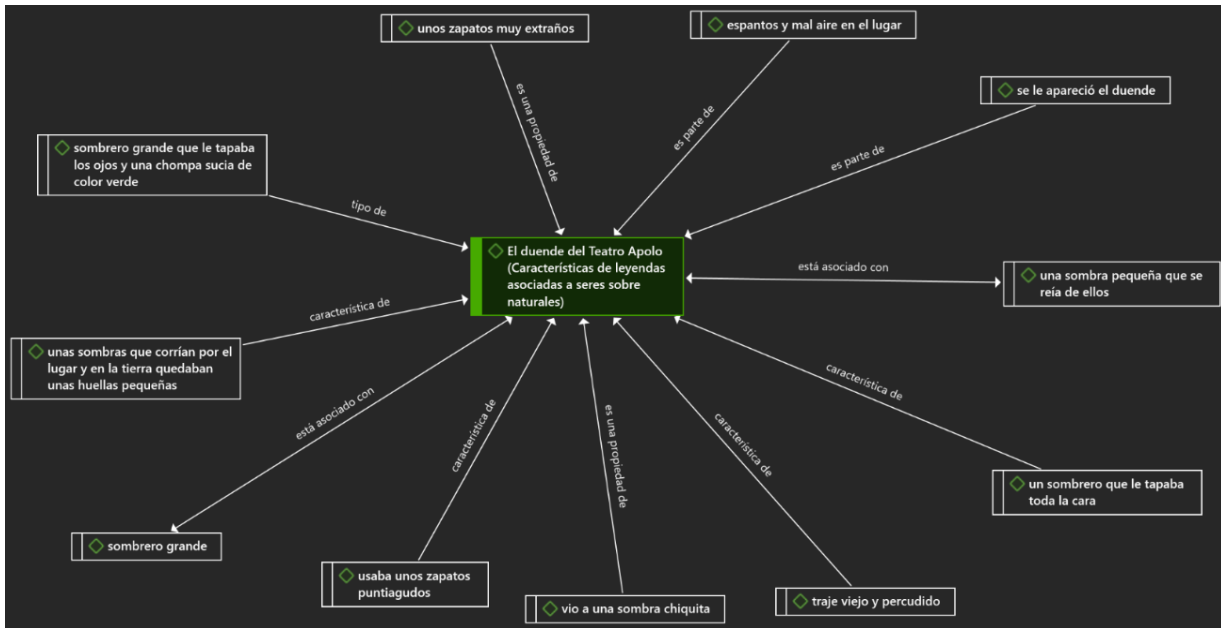 unos zapatos muy extraños
espantos y mal aire en el lugar
se le apareció el duende
es una propiedad de
es parte de
es parte de
sombrero grande que le tapaba
los ojos y una chompa sucia de
color verde
tipo de
El duende del Teatro Apolo
(Características de leyendas
asociadas a seres sobre
naturales)
está asociado con
una sombra pequeña que se
reía de ellos
característica de
unas sombras que corrían por el
lugar y en la tierra quedaban
unas huellas pequeñas
está asociado con
característica de
es una propiedad de
característica de
característica de
un sombrero que le tapaba
toda la cara
sombrero grande
usaba unos zapatos
puntiagudos
vio a una sombra chiquita
traje viejo y percudido